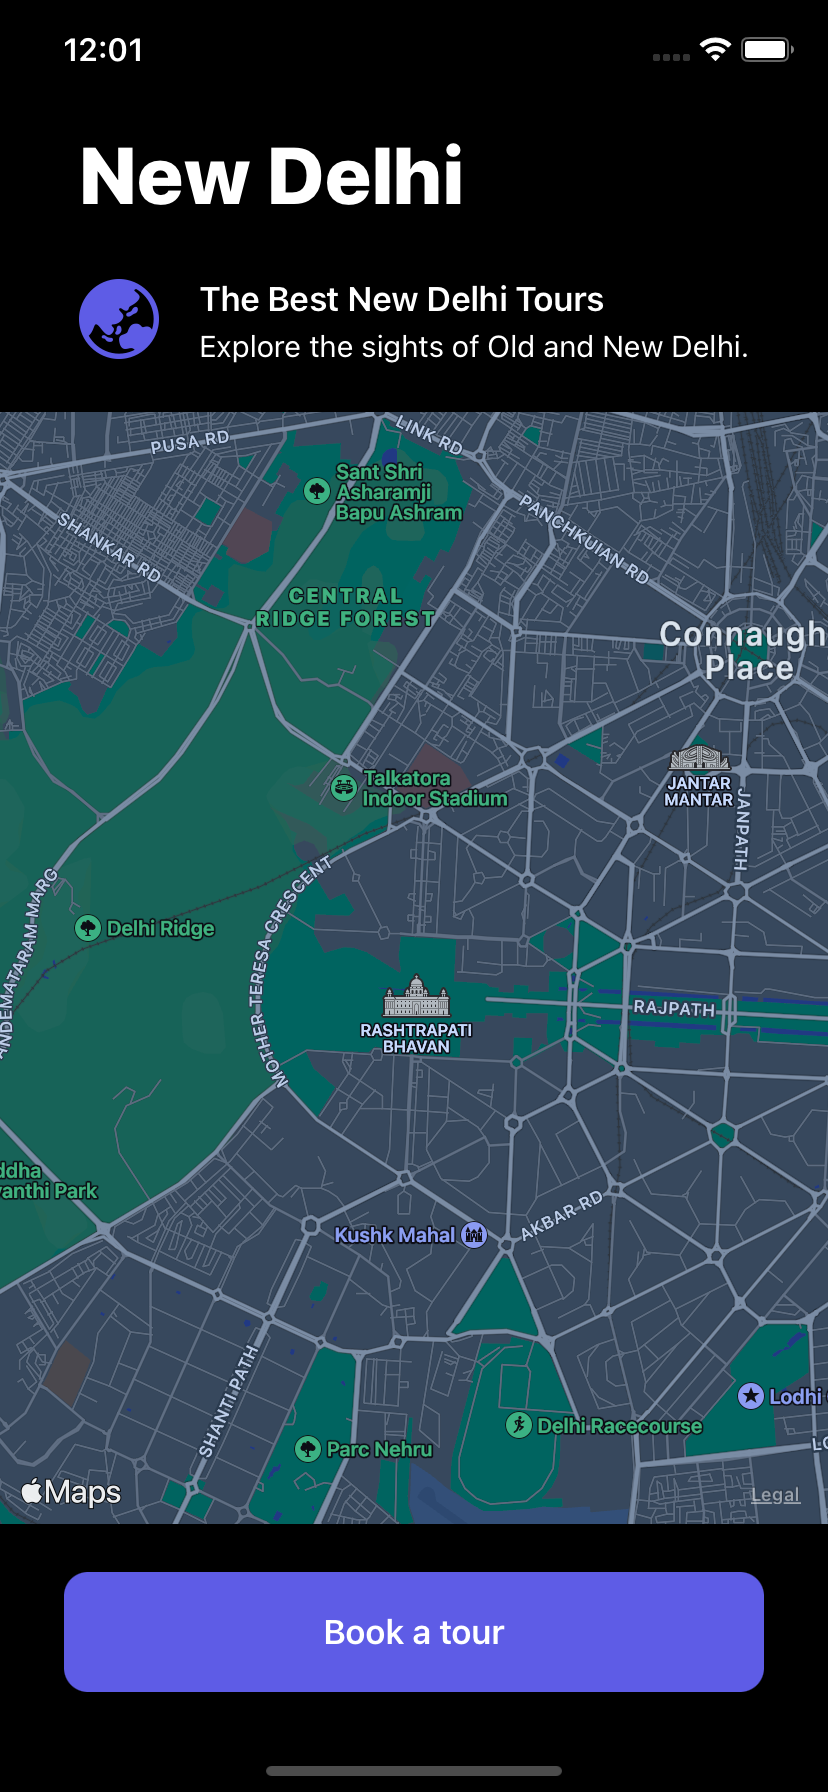 12:01
New Delhi
The Best New Delhi Tours
Explore the sights of Old and New Delhi.
PUSA RD
LINK RD
Sant Shri
Asharamji
Bapu Ashram
SHANKAR RD
PANCHKUIAN RD
CENTRAL
RIDGE FOREST
Connaugh
Place
JANTAR
MANTAR
JANPATH
Talkatora
Indoor Stadium
MOTHER TERESA CRESCENT
ANDEMATARAM MARG
Delhi Ridge
RASHTRAPATI
BHAVAN
RAJPATH
ddha
anthi Park
Kushk Mahal
AKBAR RD
SHANTI PATH
Lodhi
Delhi Racecourse
Parc Nehru
LO
Maps
Legal
Book a tour